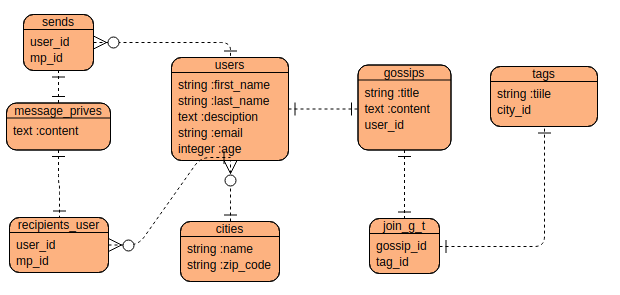 sends
user_id
mp_id
message_prives
text :content
recipients_user
user_id
mp_id
users
string :first_name
string :last_name
text :desciption
string :email
integer :age
cities
string :name
string :zip_code
gossips
string :title
text :content
user_id
join_g_t
gossip_id
tag_id
tags
string :tiile
city_id